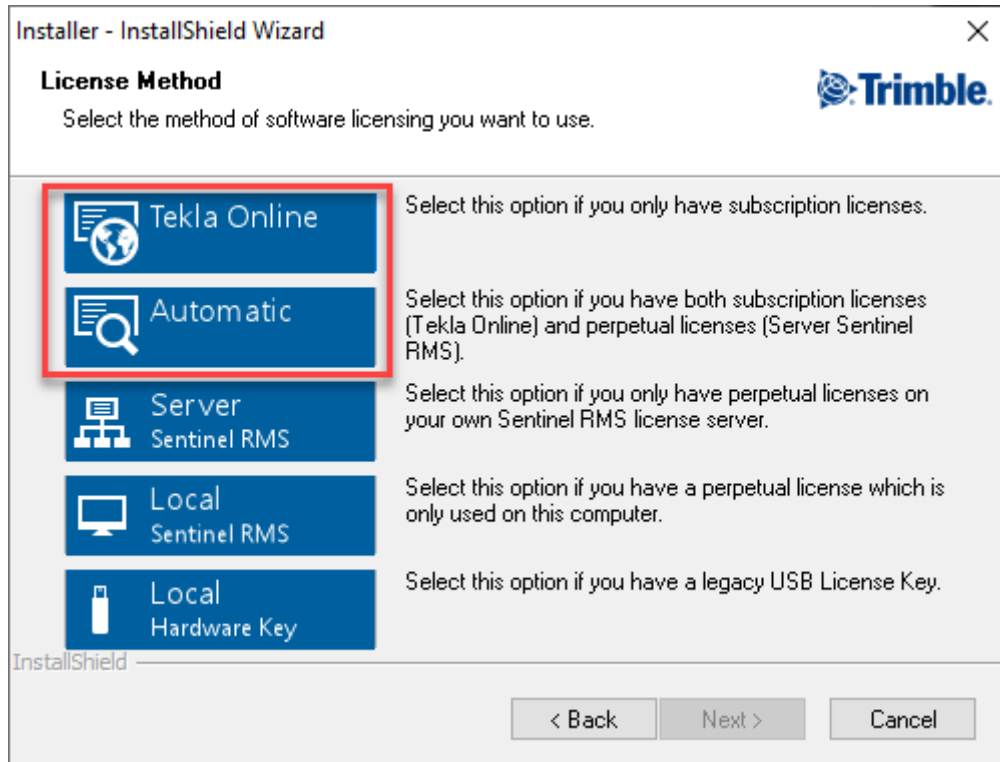 Installer - InstallShield Wizard
License Method
Select the method of software licensing you want to use.
Trimble.
Tekla Online
Select this option if you only have subscription licenses.
Automatic
Select this option if you have both subscription licenses
(Tekla Online) and perpetual licenses (Server Sentinel
RMS).
Server
Sentinel RMS
Select this option if you only have perpetual licenses on
your own Sentinel RMS license server.
Local
Sentinel RMS
Select this option if you have a perpetual license which is
only used on this computer.
Local
Hardware Key
Select this option if you have a legacy USB License Key.
InstallShield
< Back
Next >
Cancel